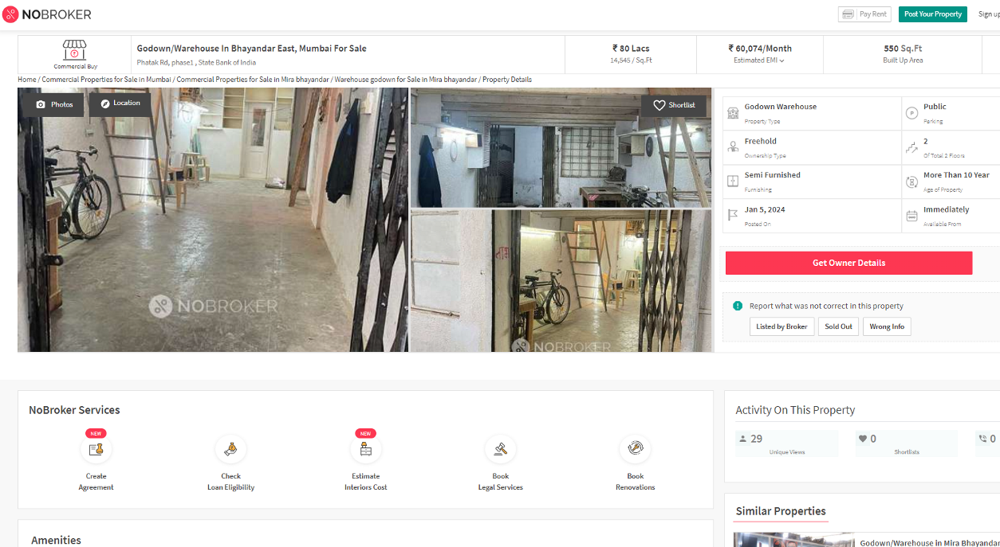 NOBROKER
Pay Rent
Post Your Property
Sign up
Commercial Buy
Godown/Warehouse In Bhayandar East, Mumbai For Sale
Phatak Rd, phase1 , State Bank of India
₹ 80 Lacs
14,545 / Sq.Ft
₹ 60,074/Month
Estimated EMI
550 Sq.Ft
Built Up Area
Home / Commercial Properties for Sale in Mumbai / Commercial Properties for Sale in Mira bhayandar / Warehouse godown for Sale in Mira bhayandar / Property Details
Photos
Location
Shortlist
NOBROKER
NOBROKER
Godown Warehouse
Property Type
Public
Parking
Freehold
Ownership Type
2
Of Total 2 Floors
Semi Furnished
Furnishing
More Than 10 Year
Age of Property
Jan 5, 2024
Posted On
Immediately
Available From
Get Owner Details
Report what was not correct in this property
Listed by Broker
Sold Out
Wrong Info
NoBroker Services
NEW
Create
Agreement
Check
Loan Eligibility
NEW
Estimate
Interiors Cost
Book
Legal Services
Book
Renovations
Activity On This Property
29
Unique Views
0
Shortlists
0
Similar Properties
Godown/Warehouse in Mira Bhayandar
Amenities